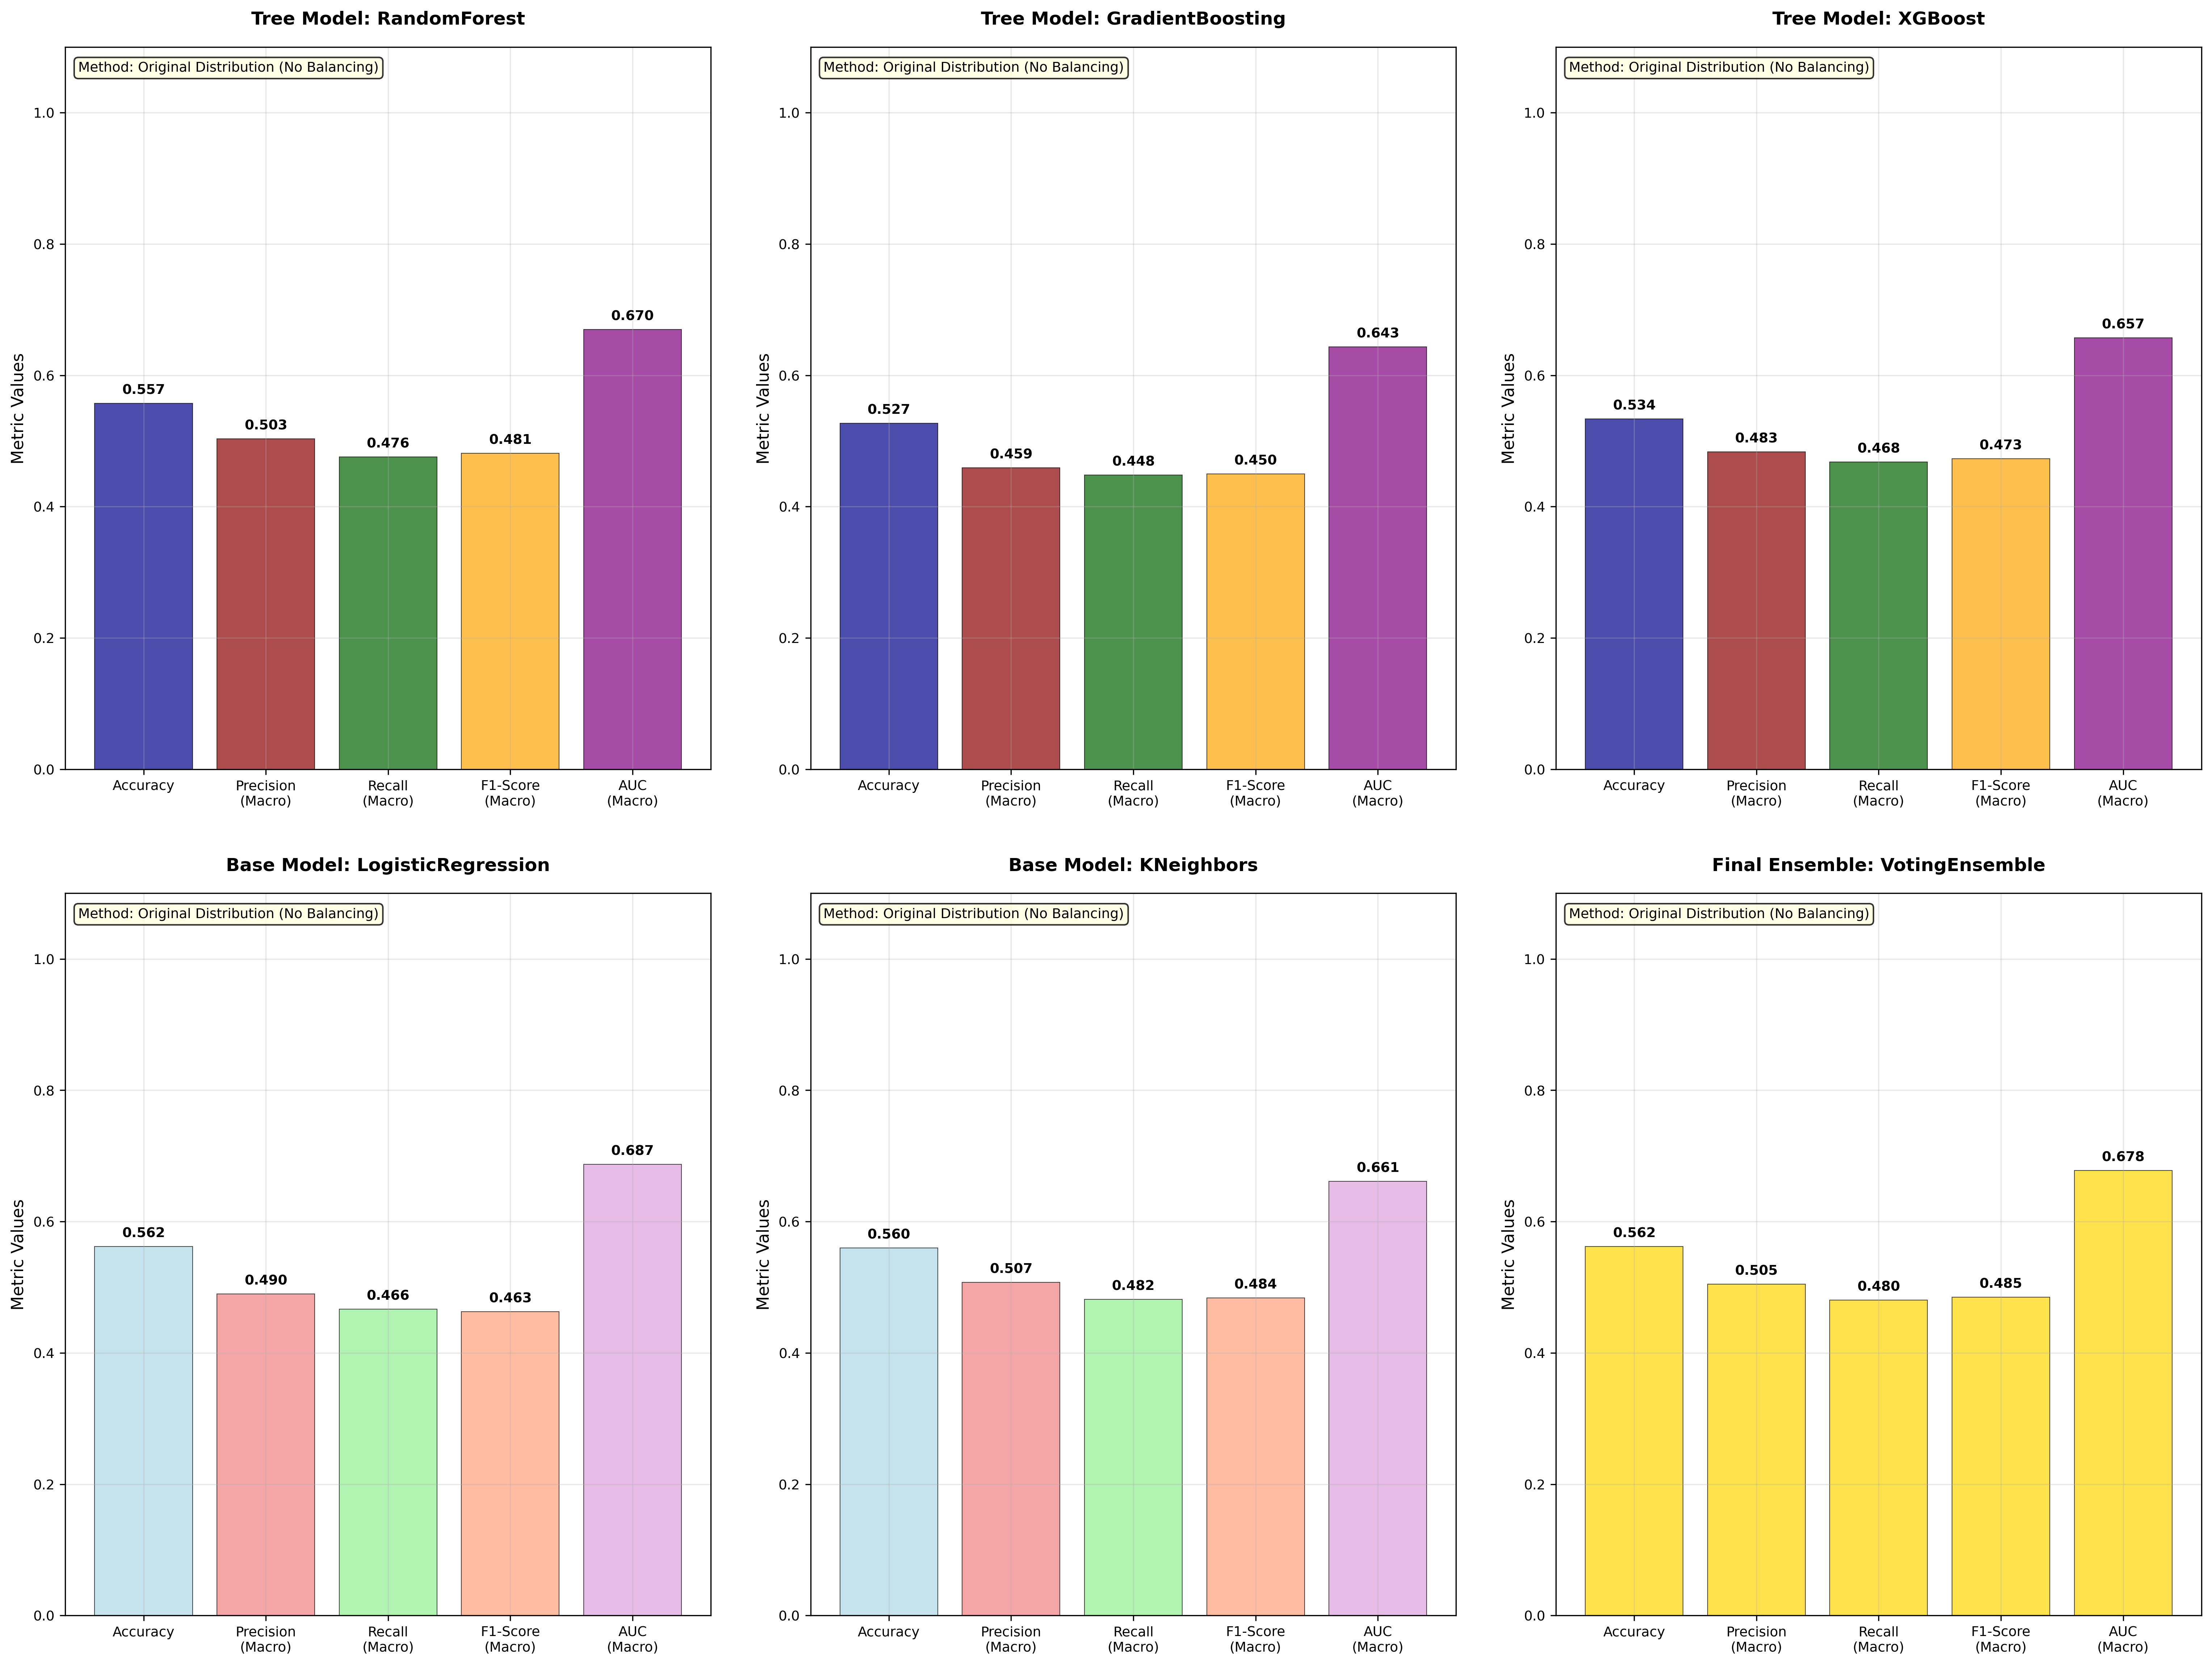 Tree Model: RandomForest
Method: Original Distribution (No Balancing)
Metric Values
1.0
0.8
0.6
0.4
0.2
0.0
0.557
0.503
0.476
0.481
0.670
Accuracy
Precision
(Macro)
Recall
(Macro)
F1-Score
(Macro)
AUC
(Macro)
Tree Model: GradientBoosting
Method: Original Distribution (No Balancing)
Metric Values
1.0
0.8
0.6
0.4
0.2
0.0
0.527
0.459
0.448
0.450
0.643
Accuracy
Precision
(Macro)
Recall
(Macro)
F1-Score
(Macro)
AUC
(Macro)
Tree Model: XGBoost
Method: Original Distribution (No Balancing)
Metric Values
1.0
0.8
0.6
0.4
0.2
0.0
0.534
0.483
0.468
0.473
0.657
Accuracy
Precision
(Macro)
Recall
(Macro)
F1-Score
(Macro)
AUC
(Macro)
Base Model: LogisticRegression
Method: Original Distribution (No Balancing)
Metric Values
1.0
0.8
0.6
0.4
0.2
0.0
0.562
0.490
0.466
0.463
0.687
Accuracy
Precision
(Macro)
Recall
(Macro)
F1-Score
(Macro)
AUC
(Macro)
Base Model: KNeighbors
Method: Original Distribution (No Balancing)
Metric Values
1.0
0.8
0.6
0.4
0.2
0.0
0.560
0.507
0.482
0.484
0.661
Accuracy
Precision
(Macro)
Recall
(Macro)
F1-Score
(Macro)
AUC
(Macro)
Final Ensemble: VotingEnsemble
Method: Original Distribution (No Balancing)
Metric Values
1.0
0.8
0.6
0.4
0.2
0.0
0.562
0.505
0.480
0.485
0.678
Accuracy
Precision
(Macro)
Recall
(Macro)
F1-Score
(Macro)
AUC
(Macro)